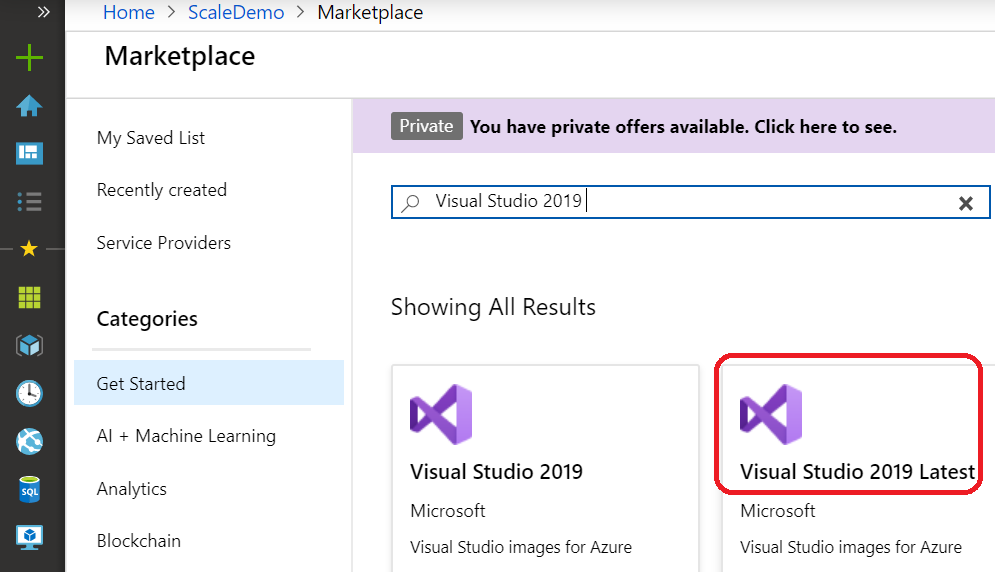 Home > ScaleDemo > Marketplace
Marketplace
My Saved List
Recently created
Service Providers
Categories
Get Started
AI + Machine Learning
Analytics
Blockchain
Private You have private offers available. Click here to see.
Visual Studio 2019
Showing All Results
Visual Studio 2019
Microsoft
Visual Studio images for Azure
Visual Studio 2019 Latest
Microsoft
Visual Studio images for Azure
SQL